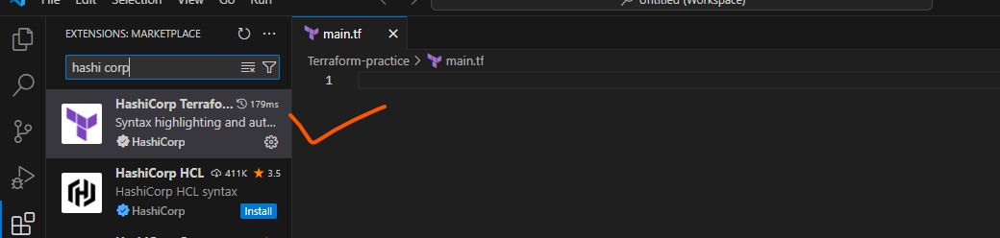 File Edit Selection View Go Run
Untitled (Workspace)
EXTENSIONS: MARKETPLACE
hashi corp
HashiCorp Terrafo... 179ms
Syntax highlighting and aut...
HashiCorp
HashiCorp HCL 411K 3.5
HashiCorp HCL syntax
HashiCorp
Install
main.tf
Terraform-practice > main.tf
1